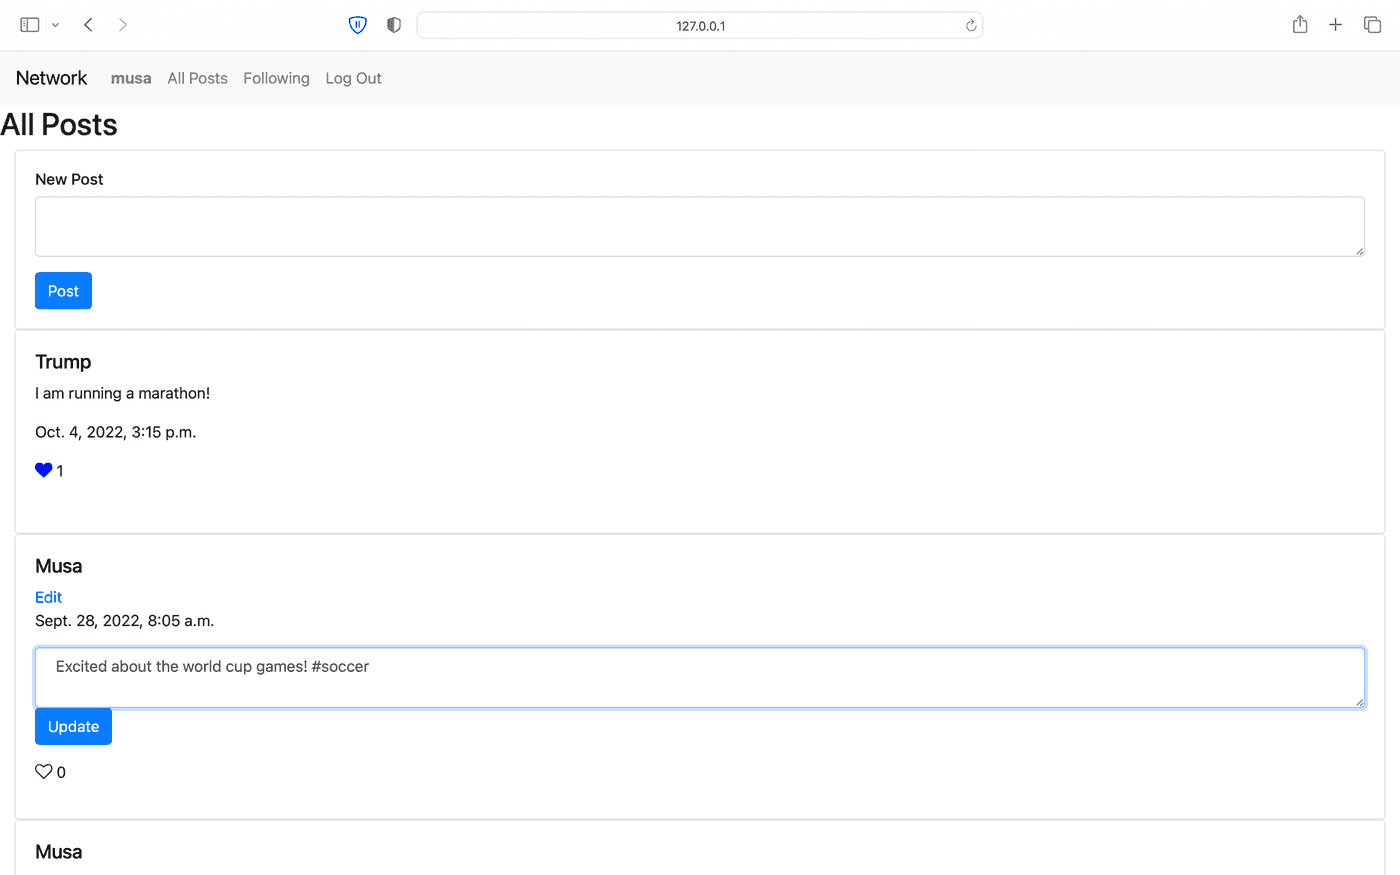 127.0.0.1
Network musa All Posts Following Log Out
All Posts
New Post
Post
Trump
I am running a marathon!
Oct. 4, 2022, 3:15 p.m.
1
Musa
Edit
Sept. 28, 2022, 8:05 a.m.
Excited about the world cup games! #soccer
Update
0
Musa